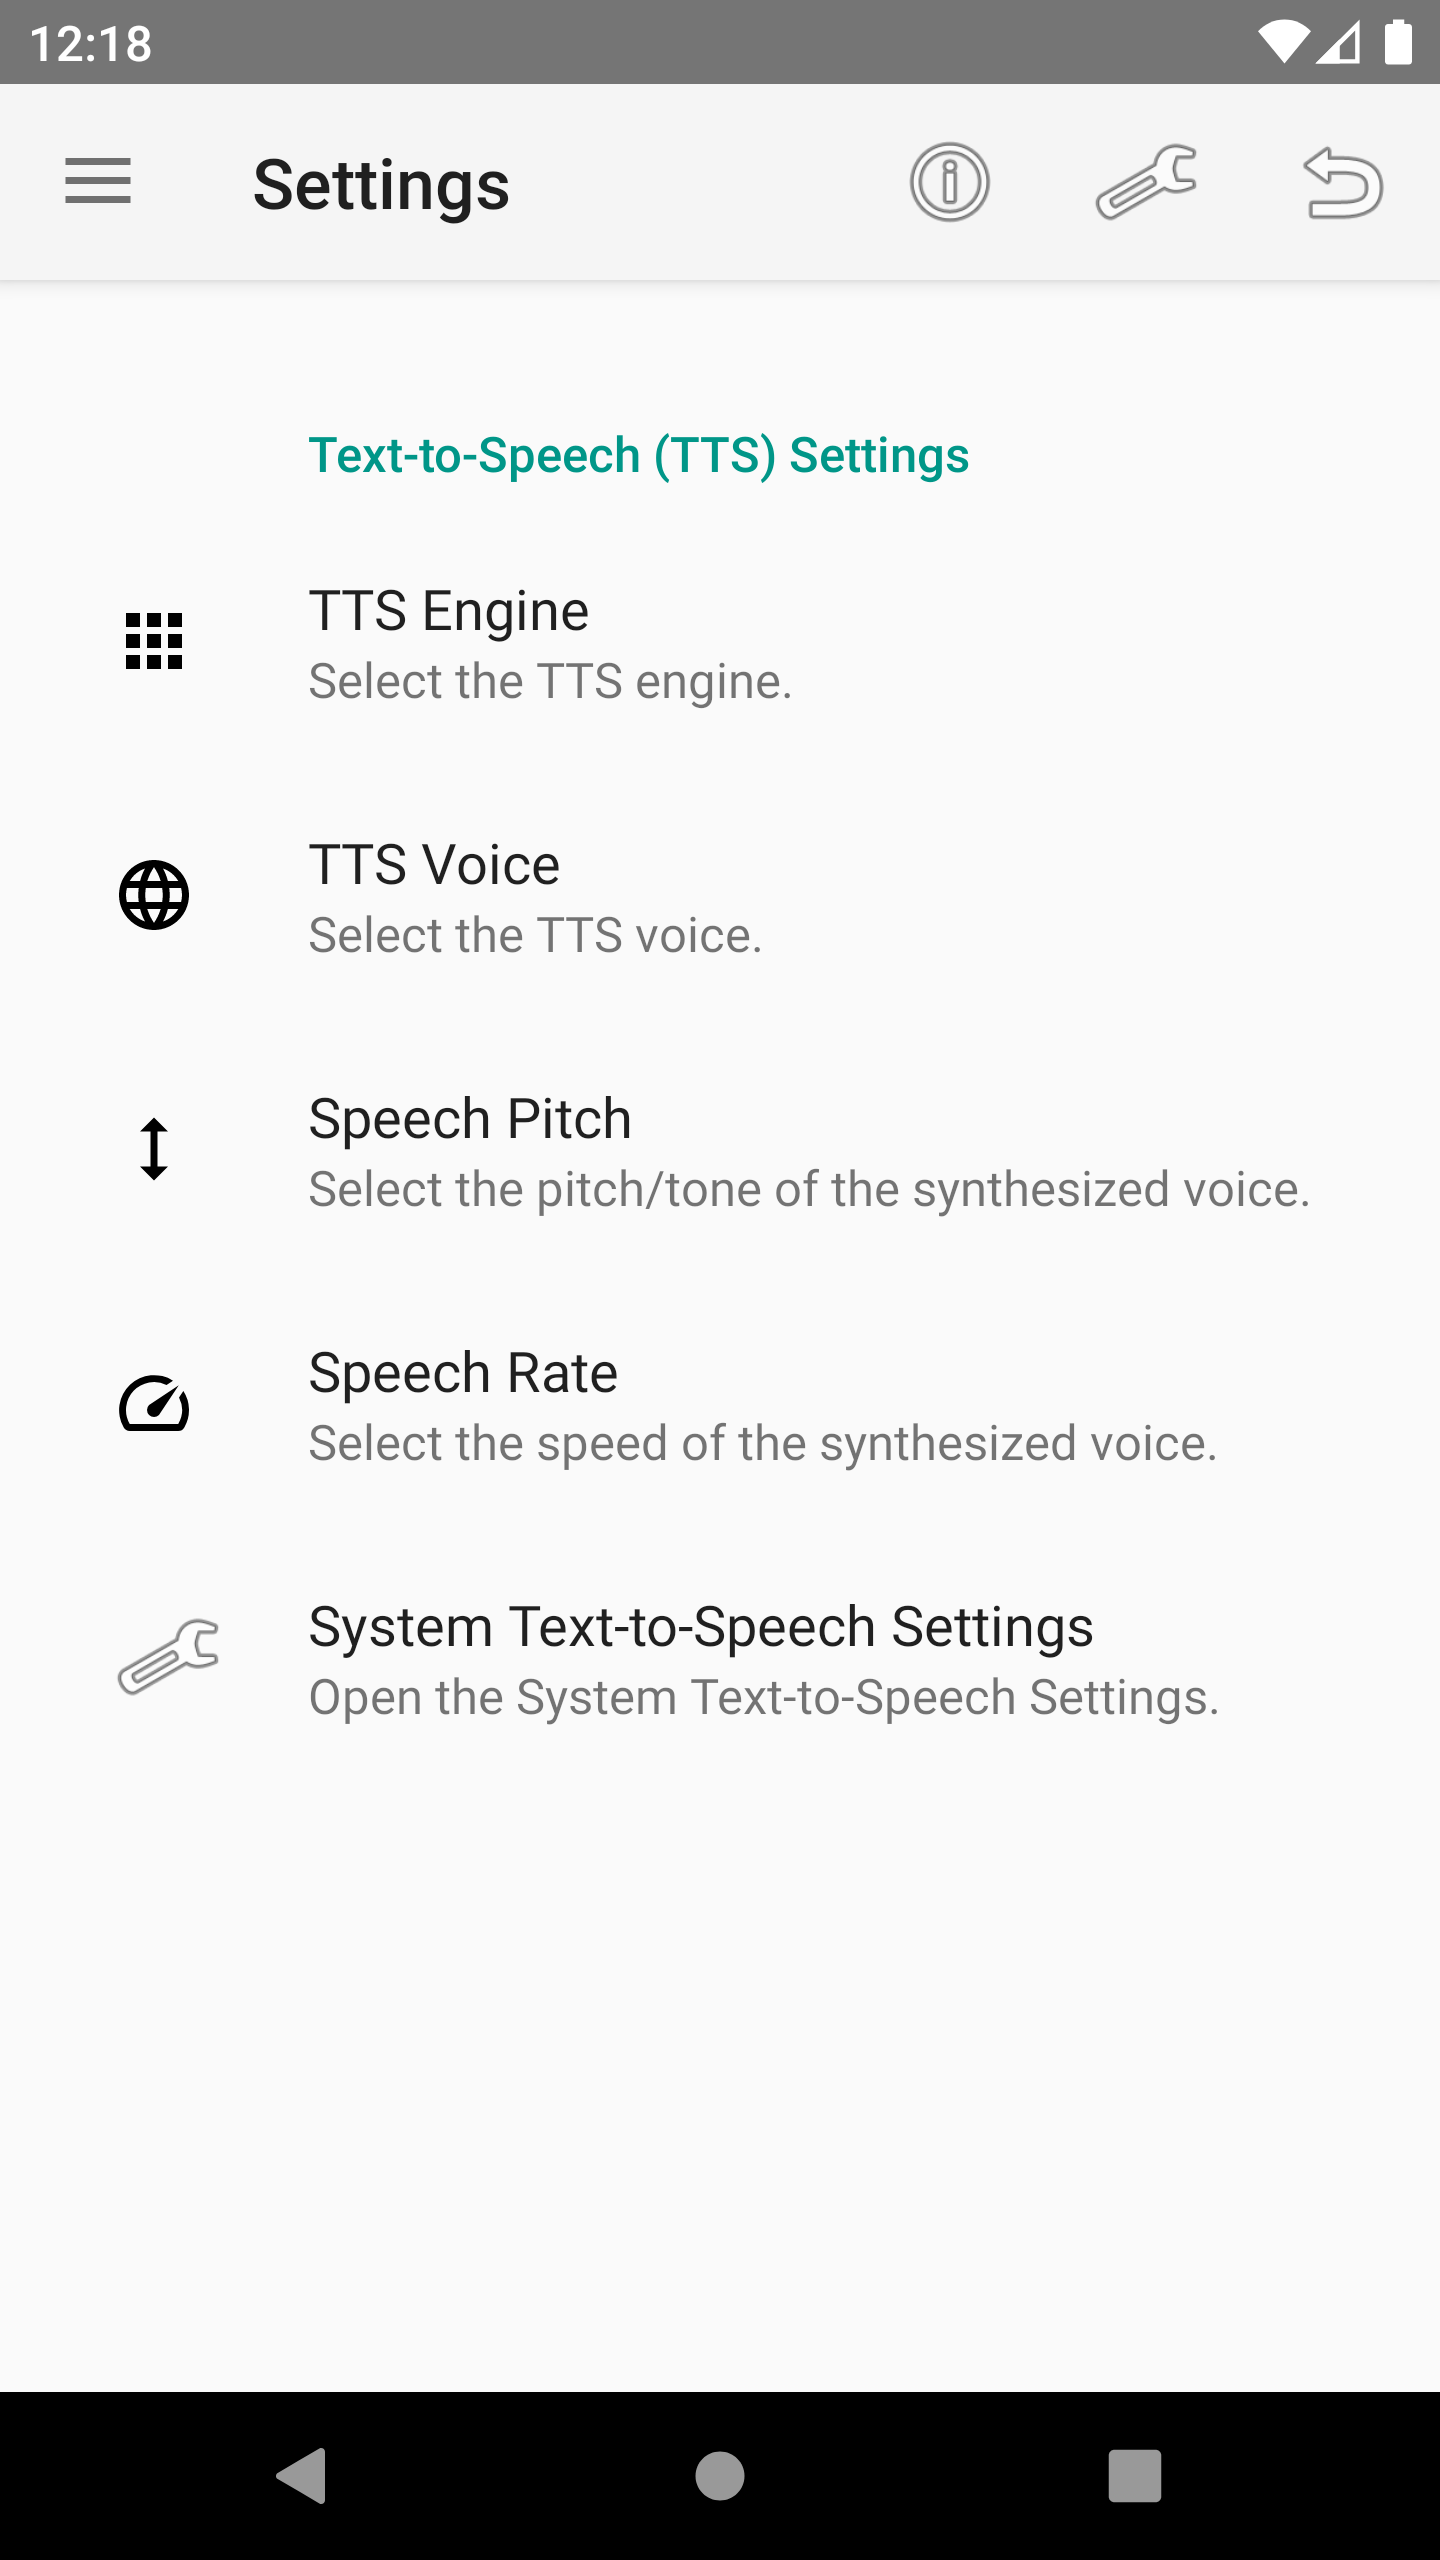 12:18
Settings
Text-to-Speech (TTS) Settings
TTS Engine
Select the TTS engine.
TTS Voice
Select the TTS voice.
Speech Pitch
Select the pitch/tone of the synthesized voice.
Speech Rate
Select the speed of the synthesized voice.
System Text-to-Speech Settings
Open the System Text-to-Speech Settings.